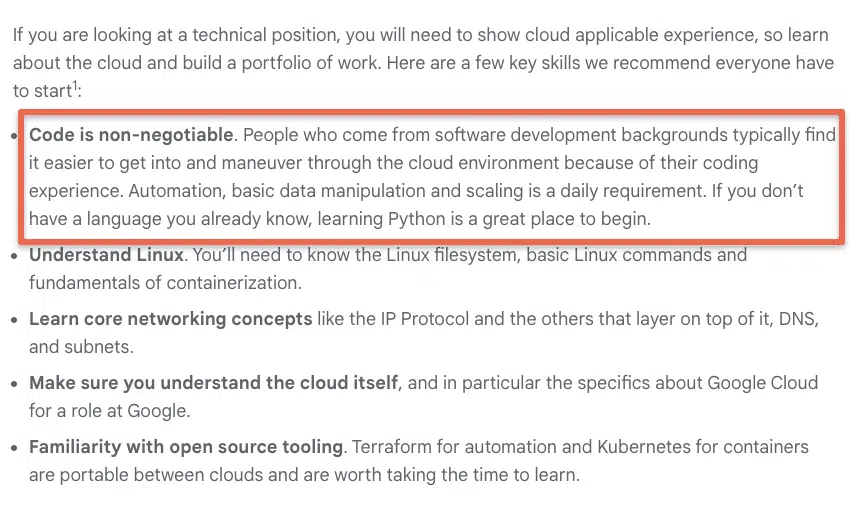 If you are looking at a technical position, you will need to show cloud applicable experience, so learn
about the cloud and build a portfolio of work. Here are a few key skills we recommend everyone have
to start¹:
• Code is non-negotiable. People who come from software development backgrounds typically find
it easier to get into and maneuver through the cloud environment because of their coding
experience. Automation, basic data manipulation and scaling is a daily requirement. If you don’t
have a language you already know, learning Python is a great place to begin.
• Understand Linux. You’ll need to know the Linux filesystem, basic Linux commands and
fundamentals of containerization.
• Learn core networking concepts like the IP Protocol and the others that layer on top of it, DNS,
and subnets.
• Make sure you understand the cloud itself, and in particular the specifics about Google Cloud
for a role at Google.
• Familiarity with open source tooling. Terraform for automation and Kubernetes for containers
are portable between clouds and are worth taking the time to learn.